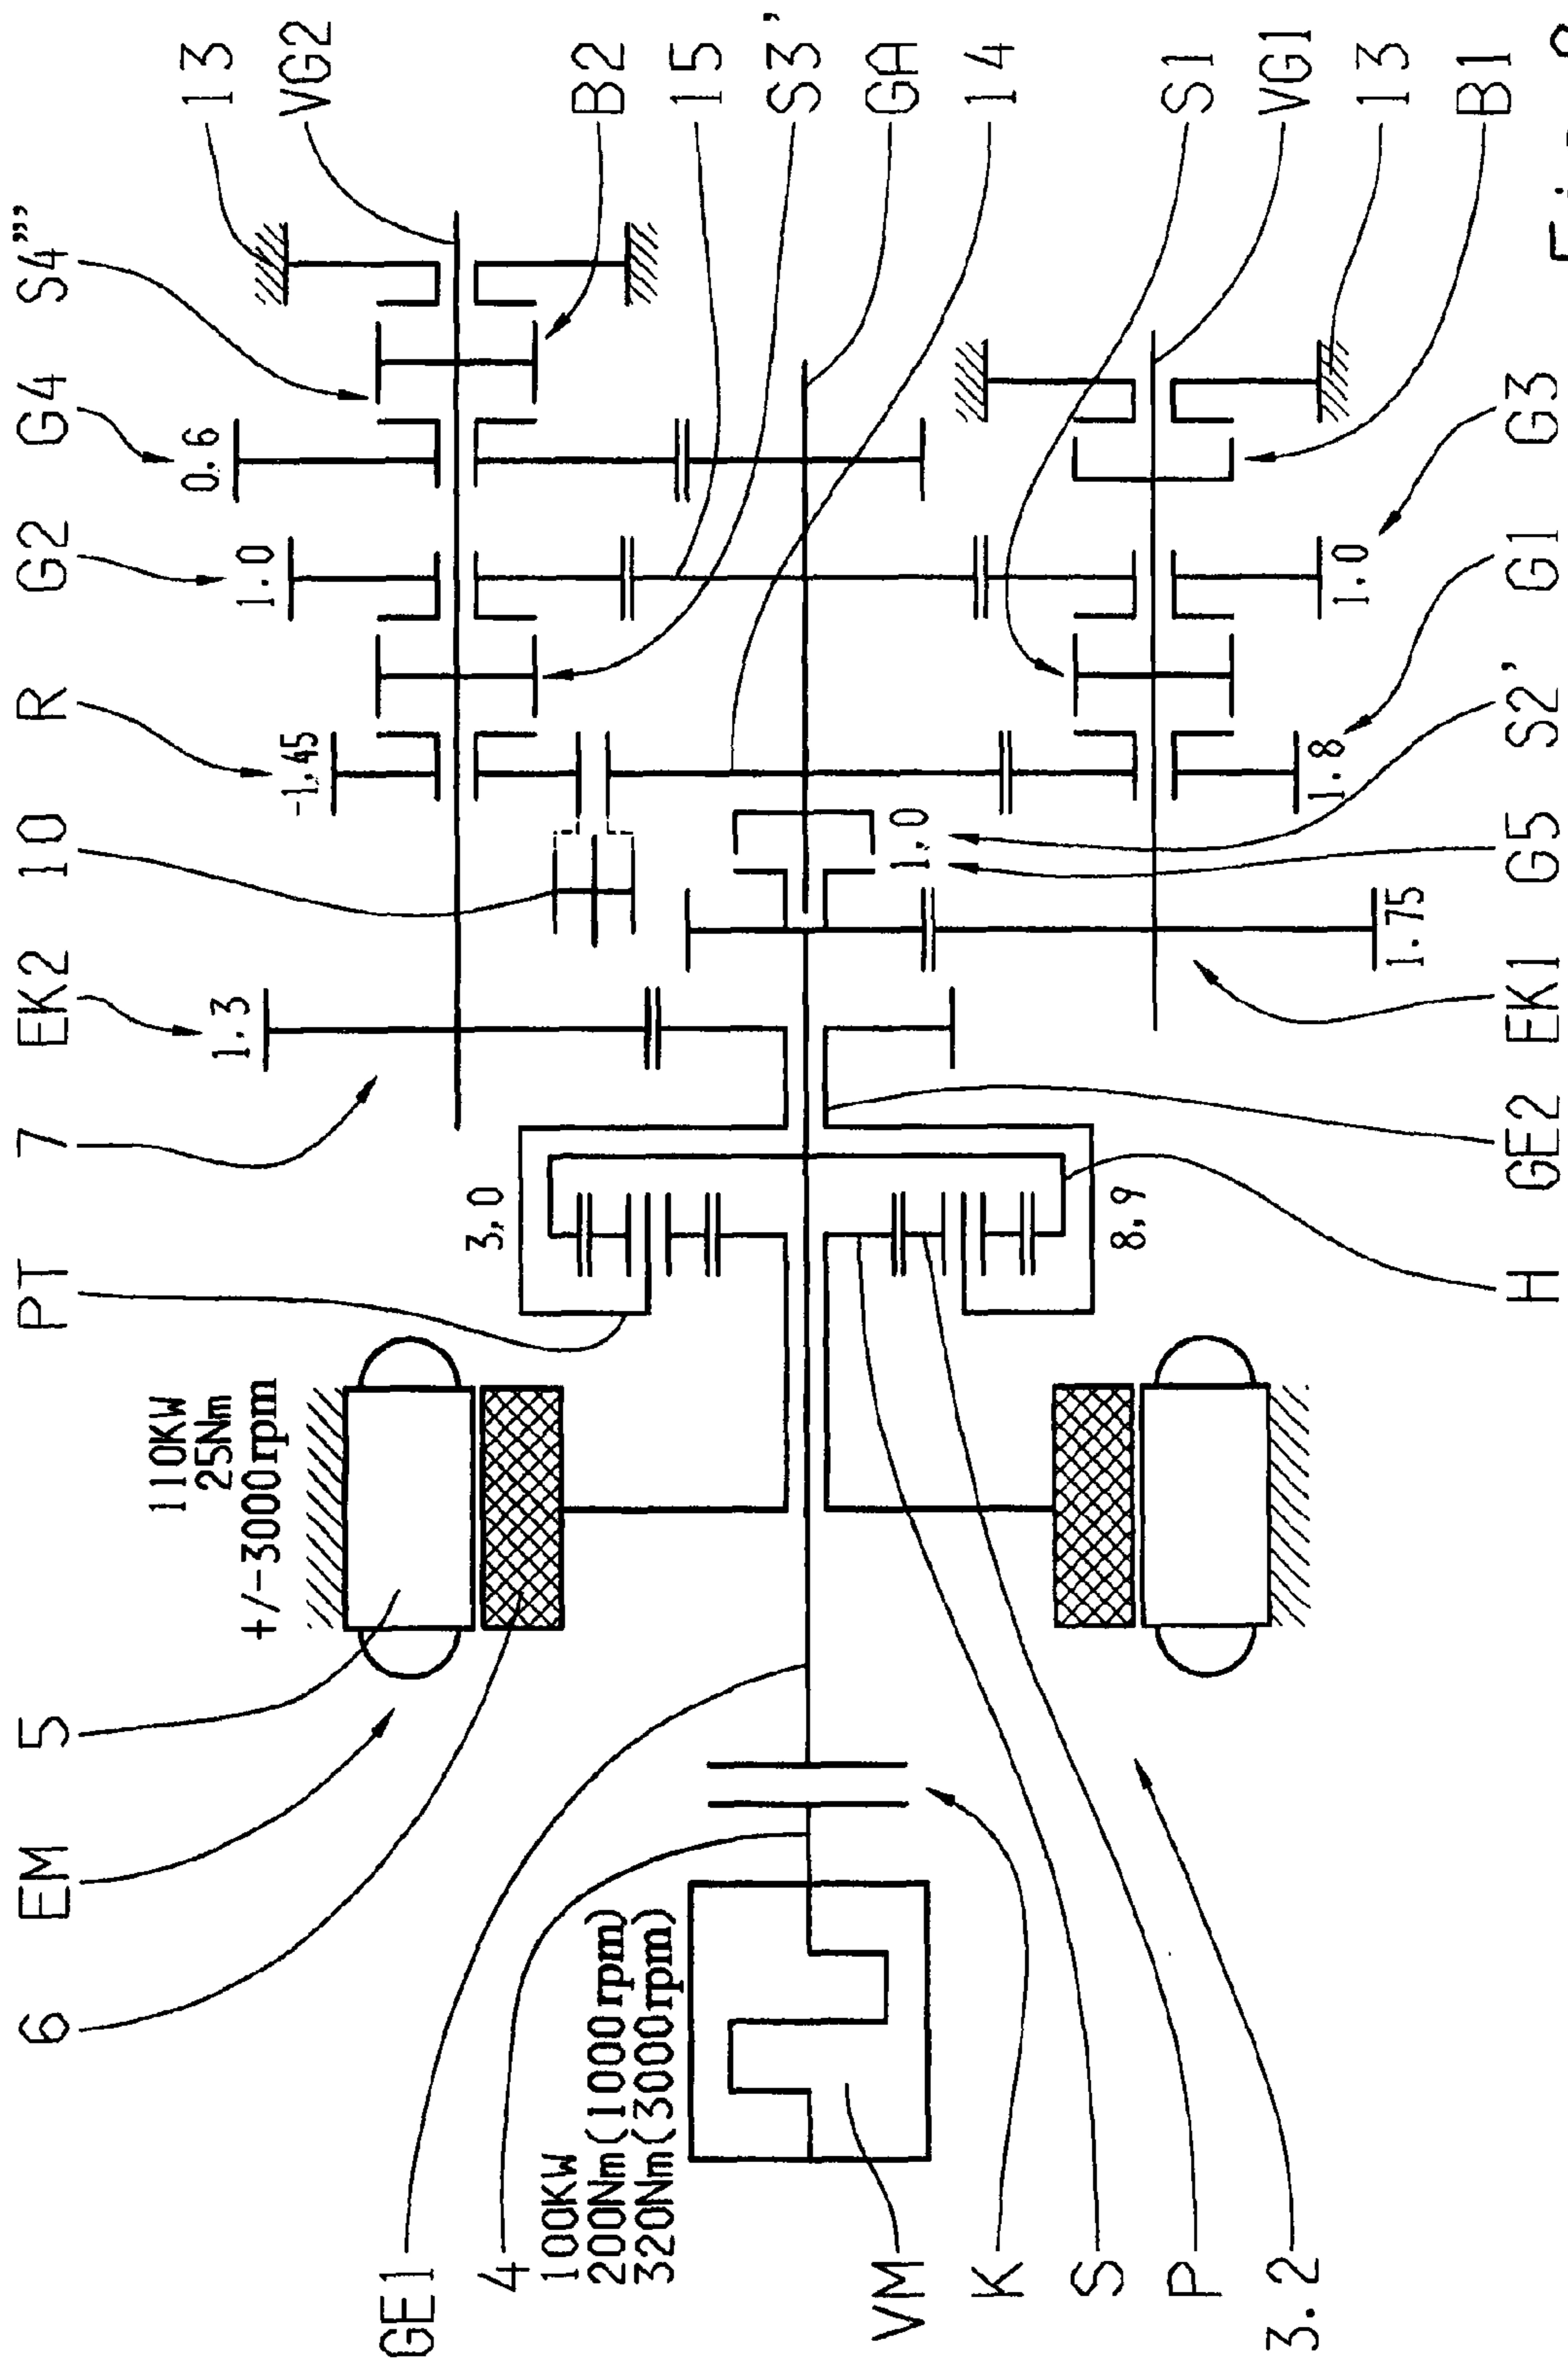 13
VG2
B2
15
S3'
GA
14
S1
VG1
13
B1
S4'''
G4
G2
R
10
EK2
7
PT
EM
5
6
0.6
1.0
-1,45
1.3
3,0
110KW
25Nm
+/-3000rpm
1,0
1.0
1.8
1.75
8,9
G3
G1
S2'
G5
EK1
GE2
H
GE1
4
100KW
200Nm(1000rpm)
320Nm(3000rpm)
VM
K
S
P
3.2